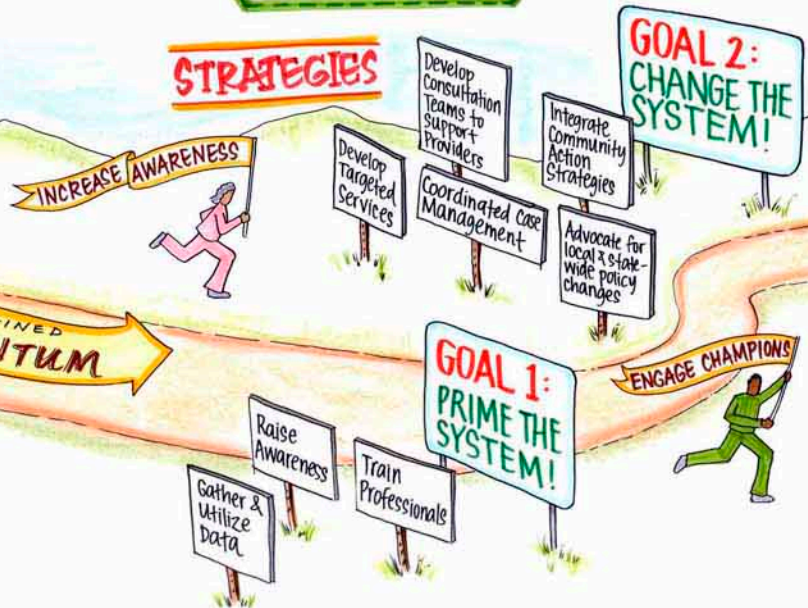 STRATEGIES
INCREASE AWARENESS
Develop
Targeted
Services
Develop
Consultation
Teams to
Support
Providers
Coordinated Case
Management
Integrate
Community
Action
Strategies
Advocate for
local & state-
wide policy
changes
GOAL 2:
CHANGE THE
SYSTEM!
GOAL 1:
PRIME THE
SYSTEM!
ENGAGE CHAMPIONS
Raise
Awareness
Train
Professionals
Gather &
Utilize
Data